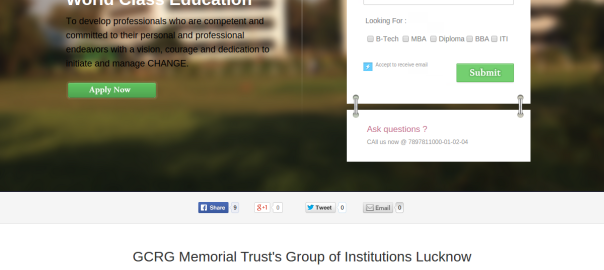 World Class Education
To develop professionals who are competent and
committed to their personal and professional
endeavors with a vision, courage and dedication to
initiate and manage CHANGE.
Apply Now
Looking For :
B-Tech MBA Diploma BBA ITI
Accept to receive email
Submit
Ask questions ?
CAll us now @ 7897811000-01-02-04
Share 9 g+1 0 Tweet 0 Email 0
GCRG Memorial Trust's Group of Institutions Lucknow